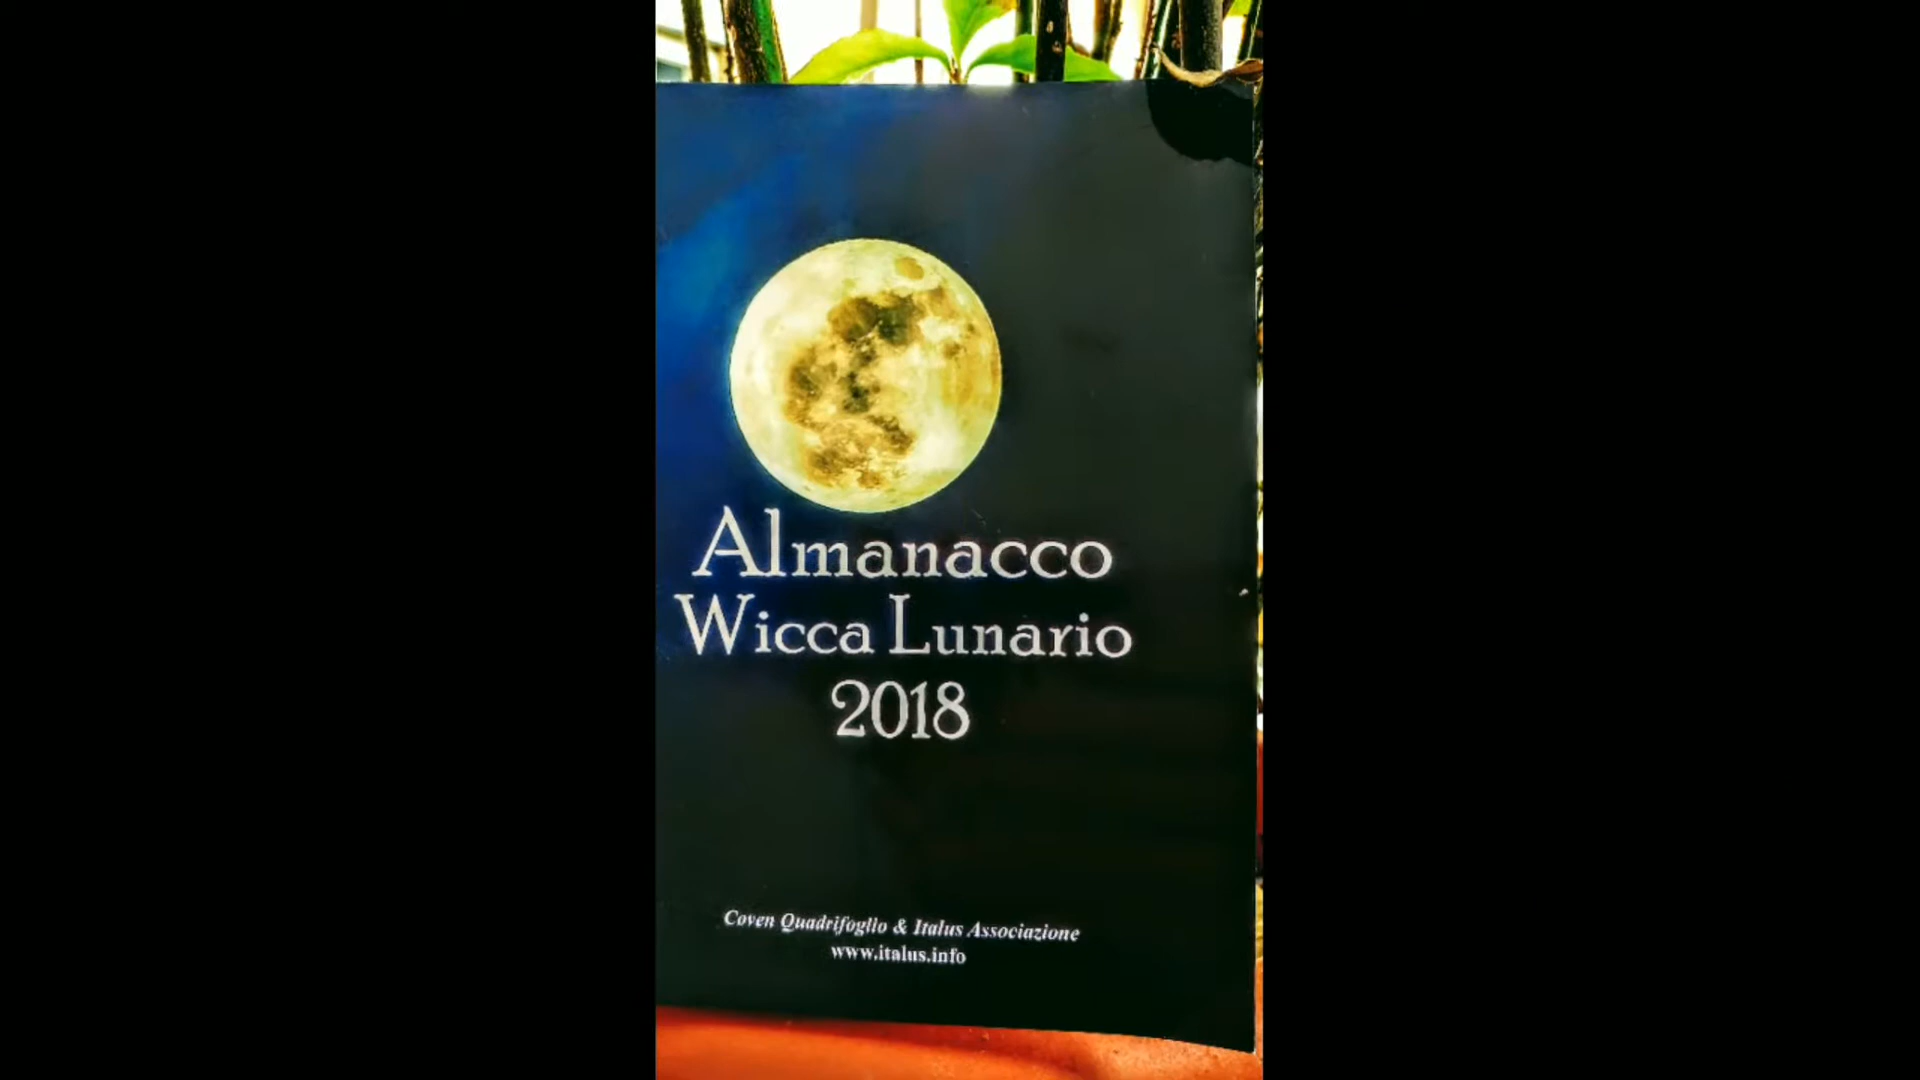 Almanacco
Wicca Lunario
2018
Coven Quadrifoglio & Italus Associazione
www.italus.info